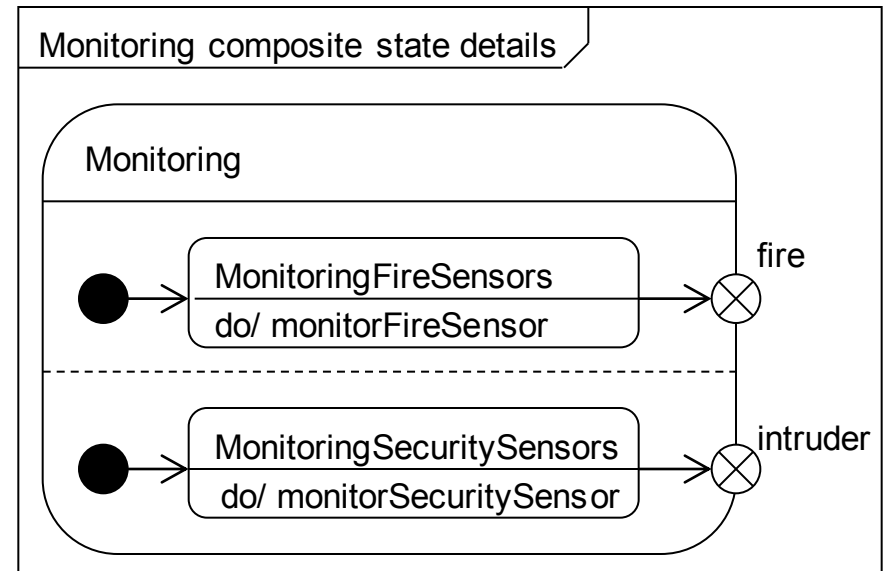 Monitoring composite state details
Monitoring
fire
MonitoringFireSensors
do/ monitorFireSensor
intruder
MonitoringSecuritySensors
do/ monitorSecuritySensor